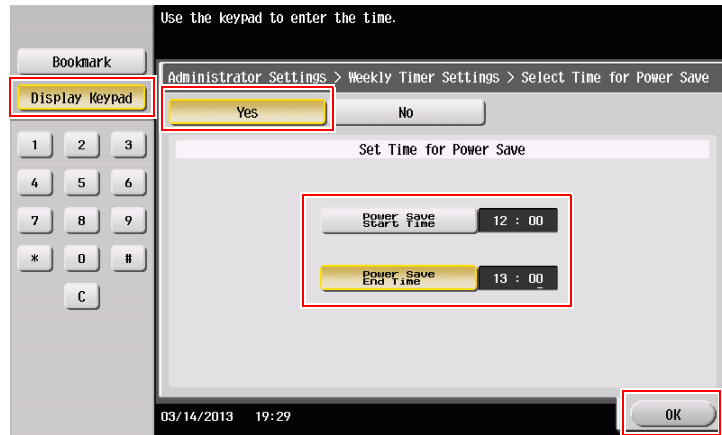 Use the keypad to enter the time.
Bookmark
Display Keypad
Administrator Settings > Weekly Timer Settings > Select Time for Power Save
Yes No
1 2 3
Set Time for Power Save
4 5 6
7 8 9
Power Save
Start Time
12 : 00
* 0 #
Power Save
End Time
13 : 00
C
03/14/2013 19:29
OK